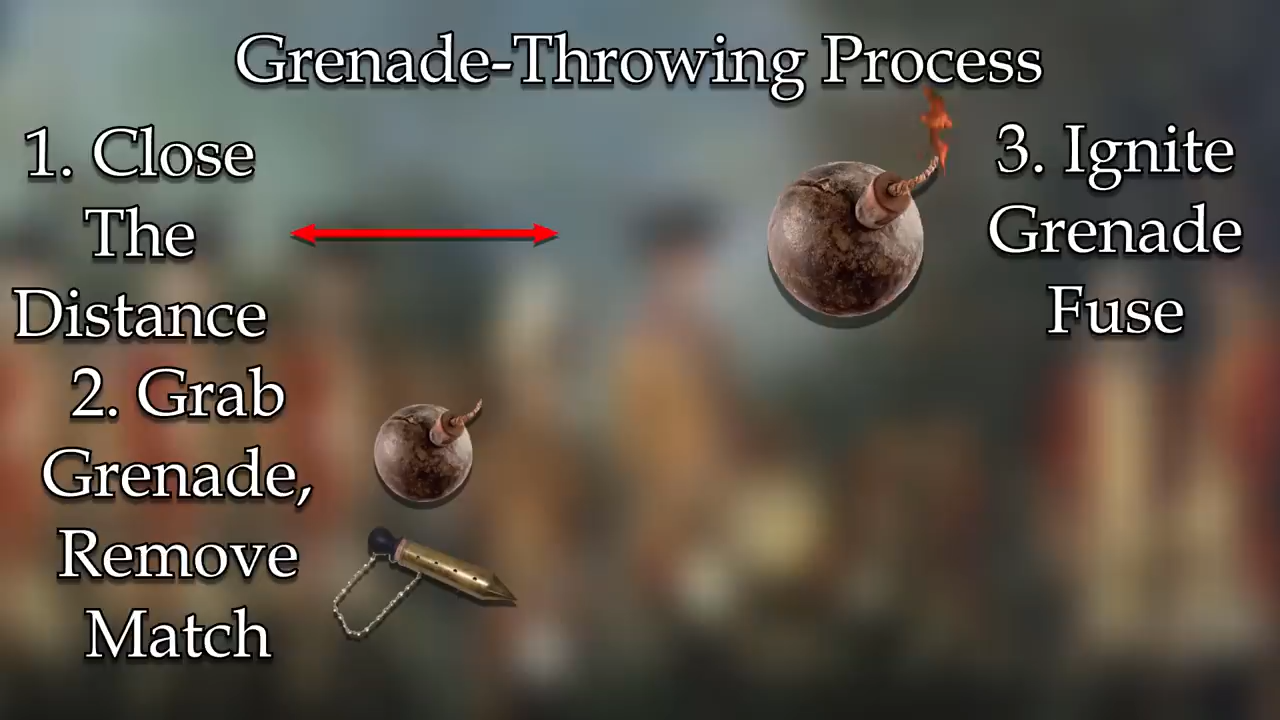 Grenade-Throwing Process
1. Close
The
Distance
2. Grab
Grenade,
Remove
Match
3. Ignite
Grenade
Fuse